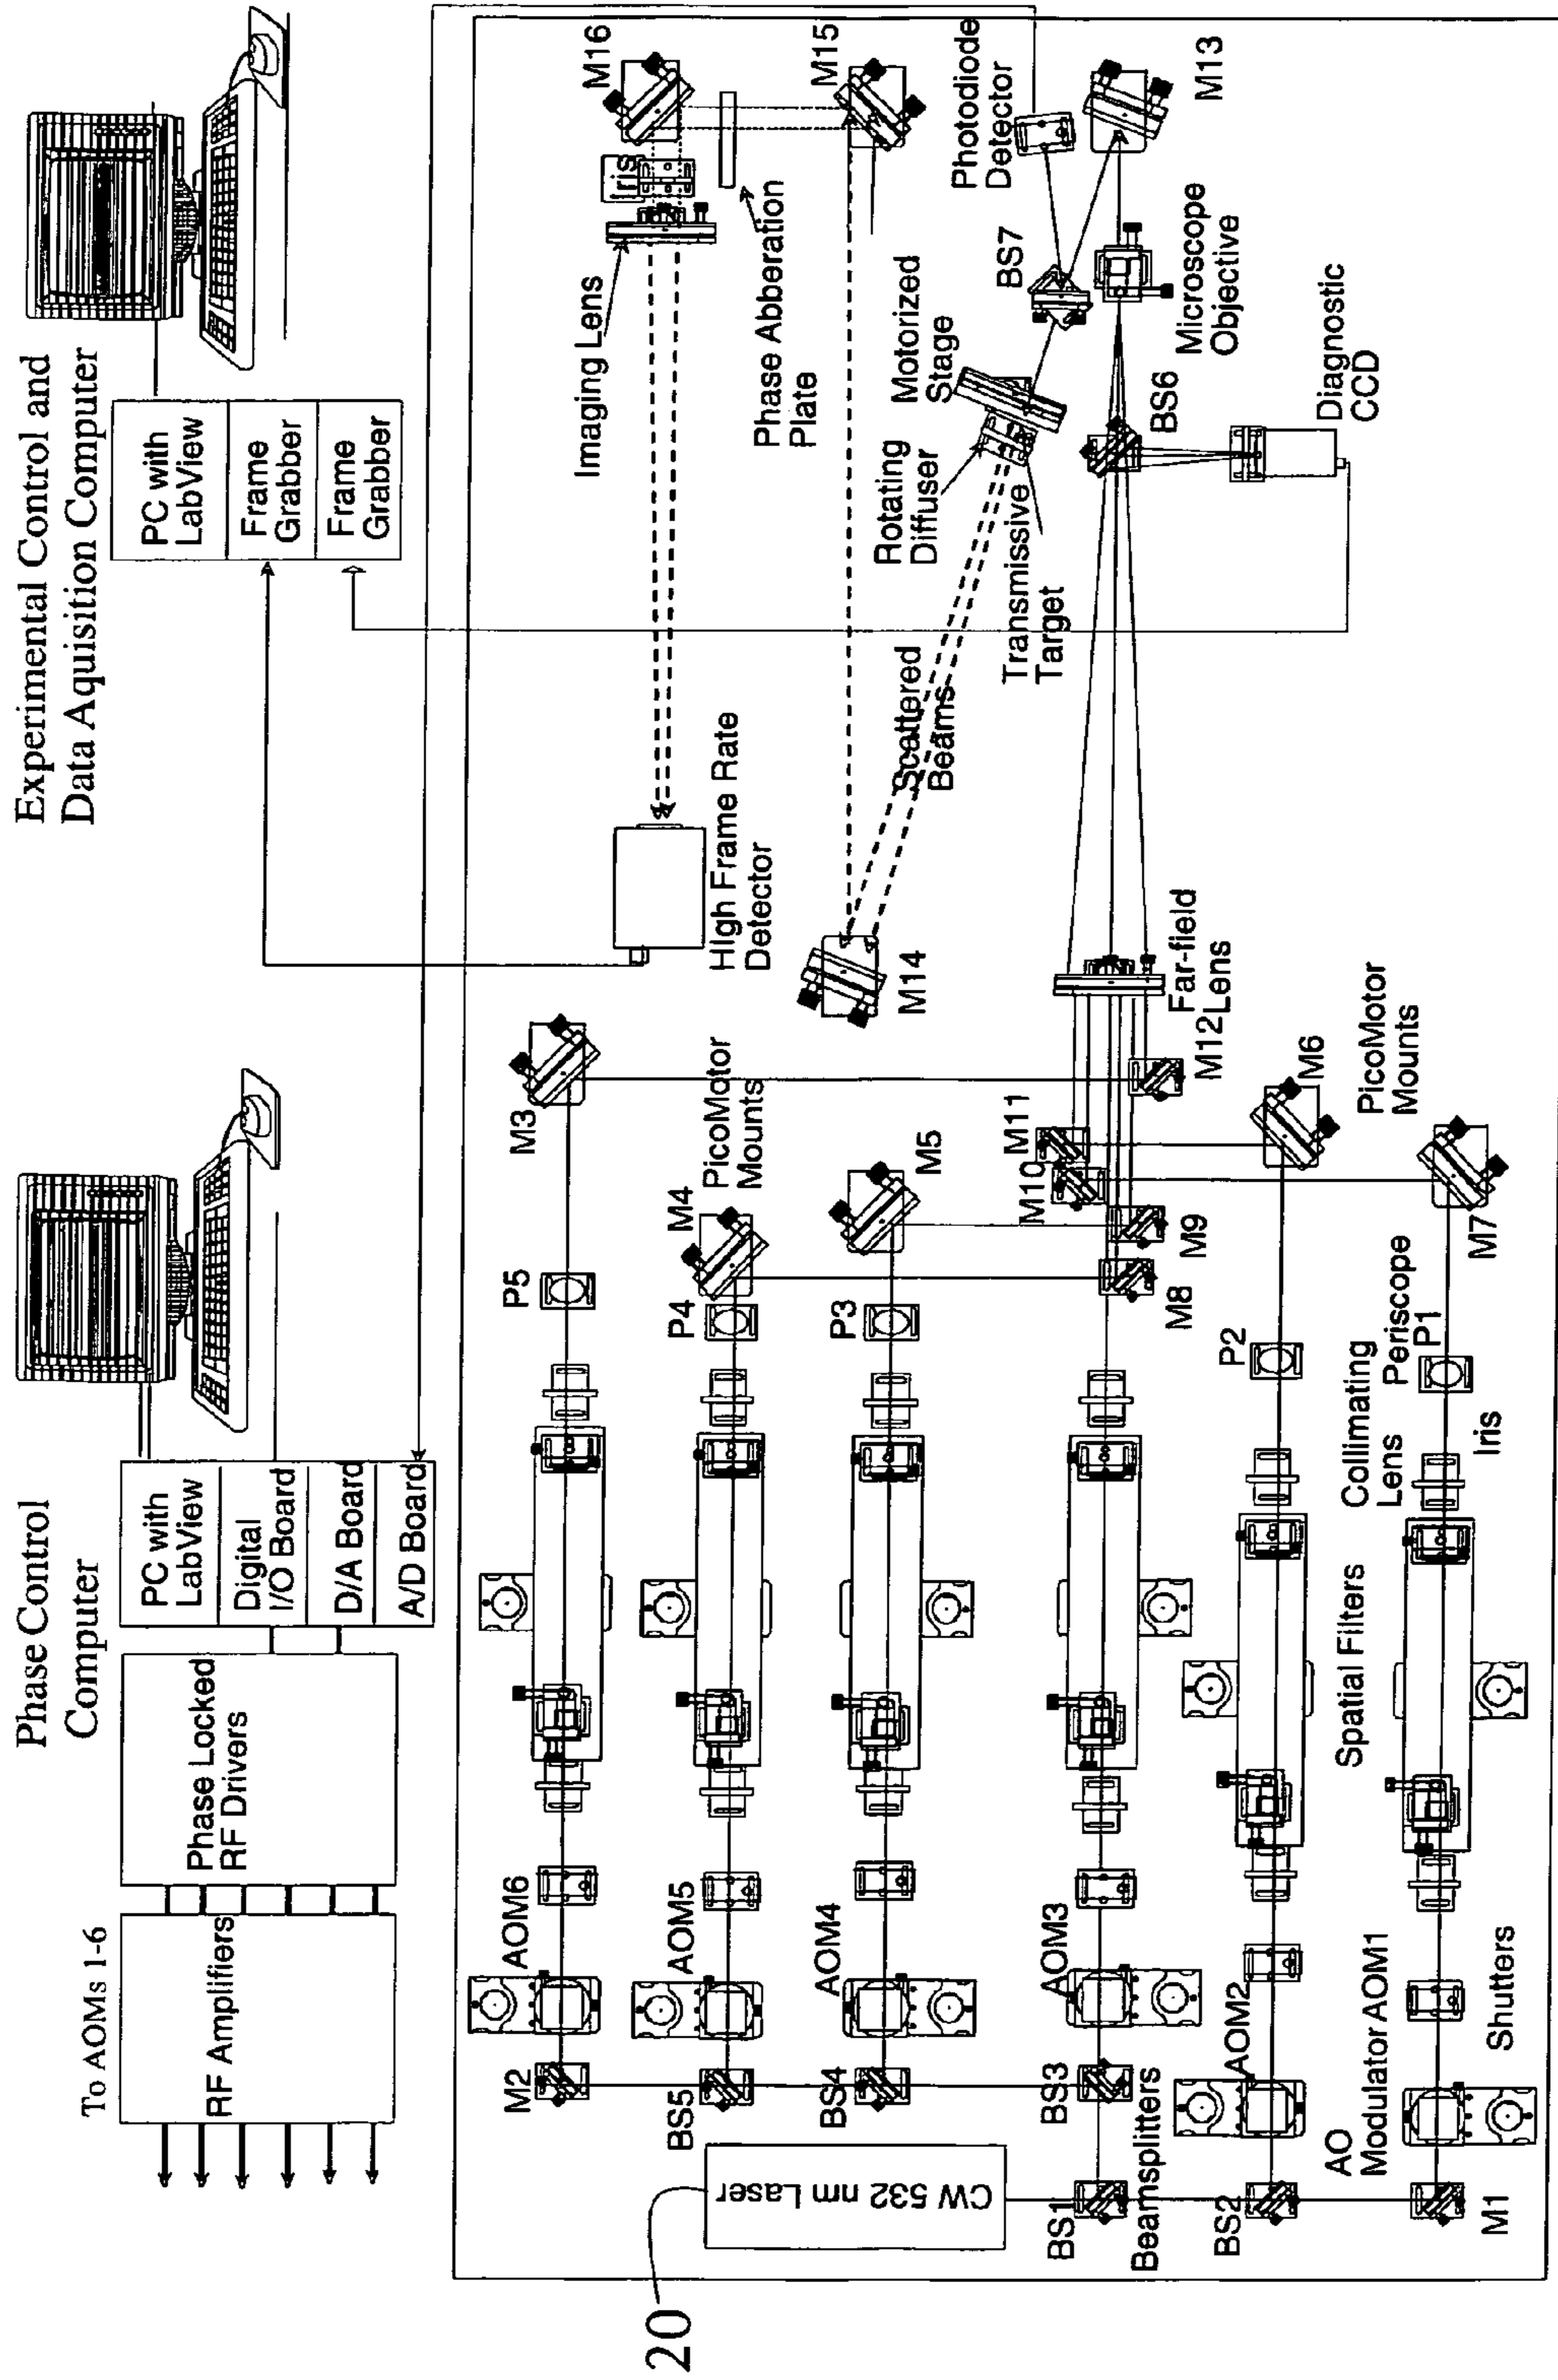 Experimental Control and
Data Aquisition Computer
PC with
LabView
Frame
Grabber
Frame
Grabber
Phase Control
Computer
PC with
LabView
Digital
I/O Board
D/A Board
A/D Board
Phase Locked
RF Drivers
RF Amplifiers
To AOMs 1-6
M16
Iris
Imaging Lens
Phase Abberation
Plate
M15
Photodiode
Detector
M13
BS7
Microscope
Objective
Motorized
Stage
Rotating
Diffuser
Transmissive
Target
BS6
Diagnostic
CCD
Scattered
Beams
High Frame Rate
Detector
M14
Far-field
Lens
M12
M11
M10
M9
M8
M6
PicoMotor
Mounts
M7
M3
M4
PicoMotor
Mounts
M5
P5
P4
P3
P2
P1
Periscope
Collimating
Lens
Iris
Spatial Filters
AOM6
AOM5
AOM4
AOM3
AOM2
AO
Modulator AOM1
Shutters
M2
BS5
BS4
BS3
Beamsplitters
BS1
BS2
M1
CW 532 nm Laser
20